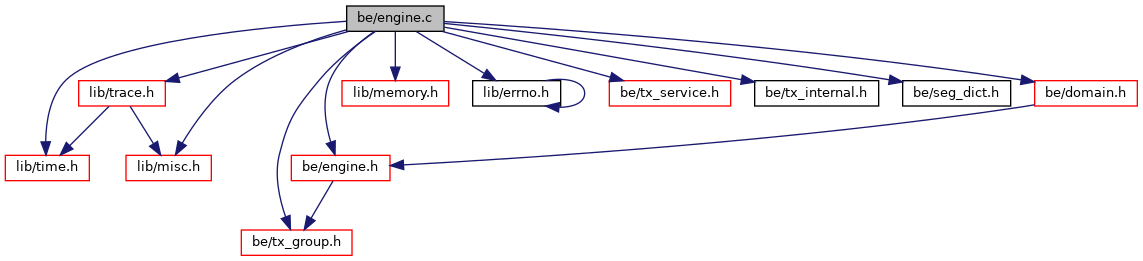 be/engine.c
lib/trace.h
lib/memory.h
lib/errno.h
be/tx_service.h
be/tx_internal.h
be/seg_dict.h
be/domain.h
lib/time.h
lib/misc.h
be/engine.h
be/tx_group.h